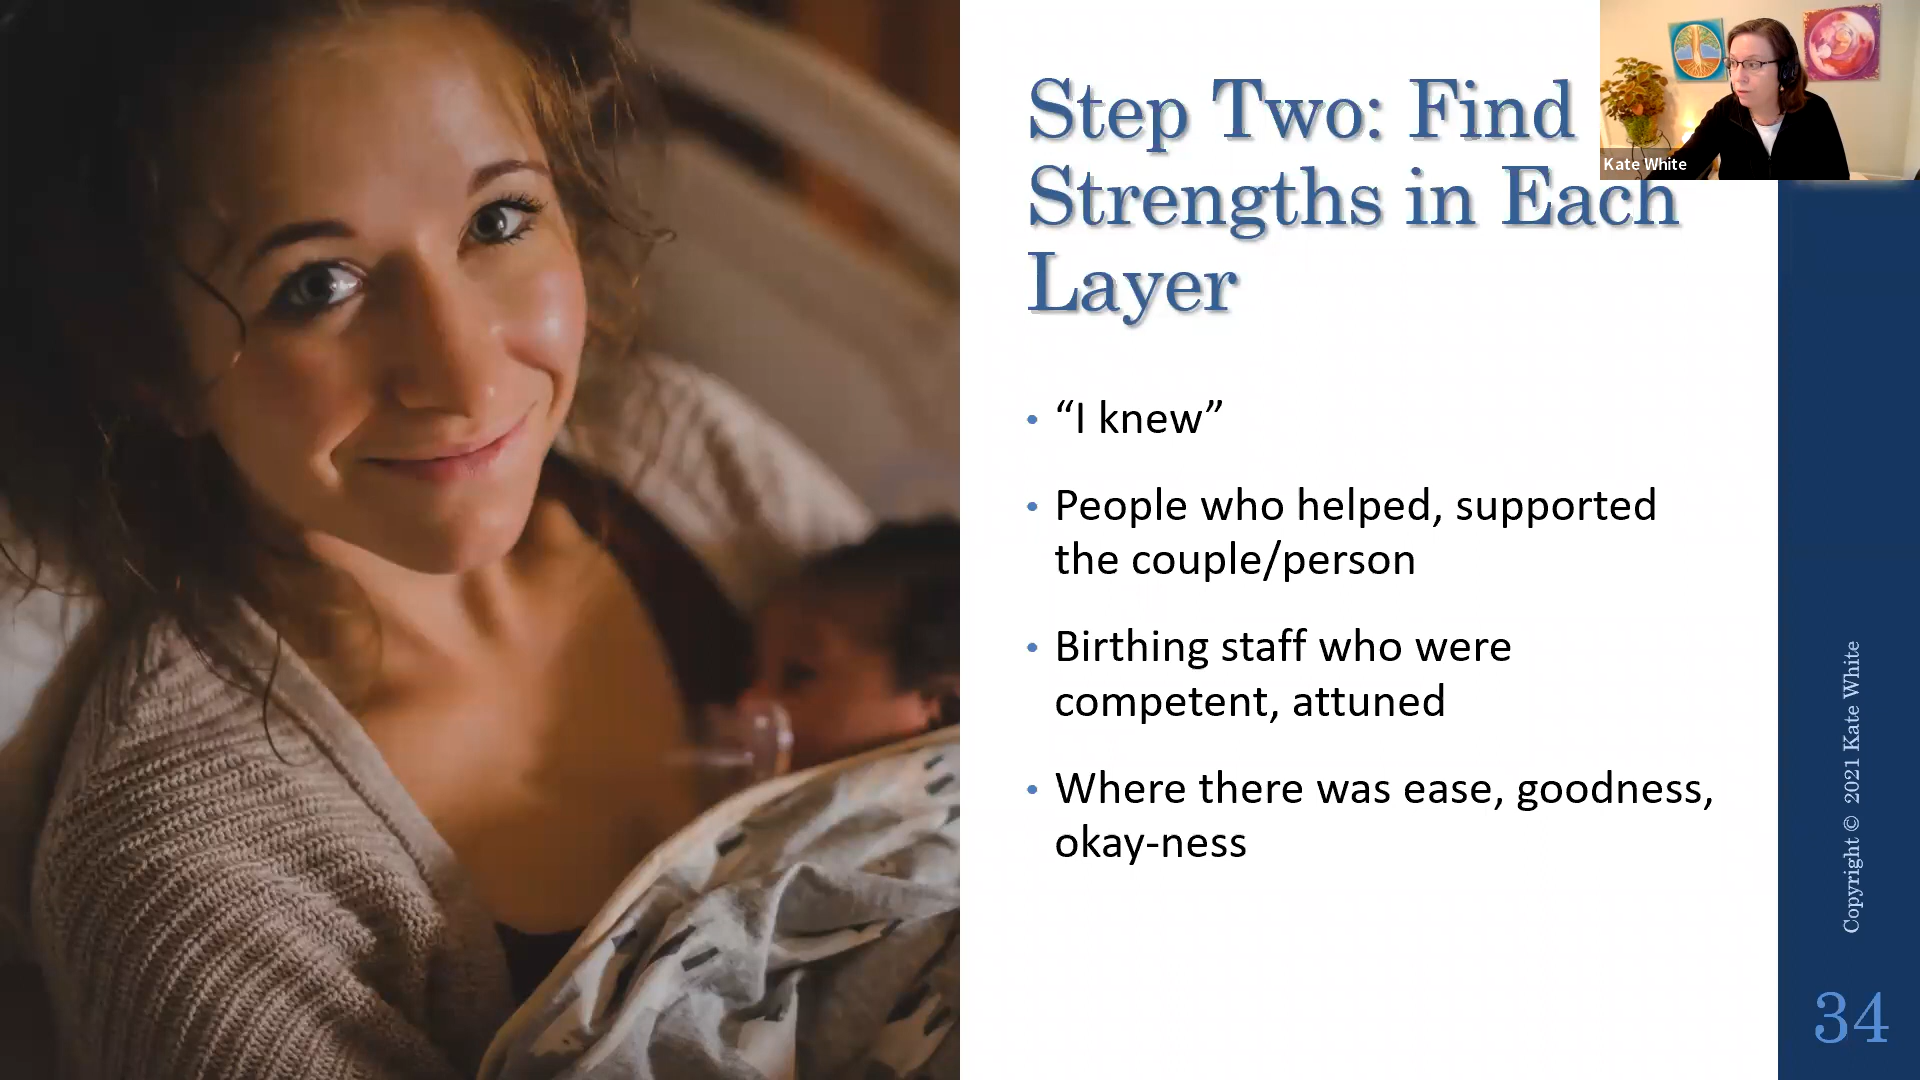 Step Two: Find
Strengths in Each
Layer
Kate White
• “I knew”
• People who helped, supported
the couple/person
• Birthing staff who were
competent, attuned
• Where there was ease, goodness,
okay-ness
Copyright © 2021 Kate White
34